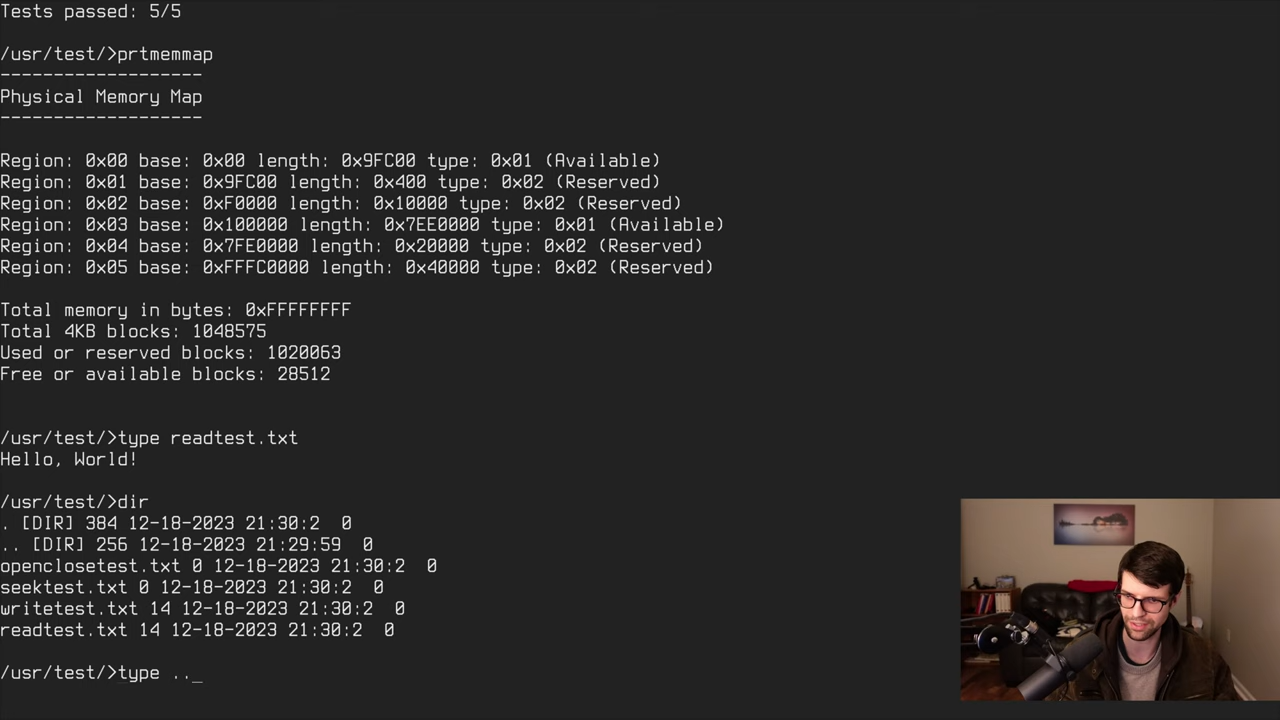 Tests passed: 5/5
/usr/test/>prtmemmap
-------------------
Physical Memory Map
-------------------
Region: 0x00 base: 0x00 length: 0x9FC00 type: 0x01 (Available)
Region: 0x01 base: 0x9FC00 length: 0x400 type: 0x02 (Reserved)
Region: 0x02 base: 0xF0000 length: 0x10000 type: 0x02 (Reserved)
Region: 0x03 base: 0x100000 length: 0x7EE0000 type: 0x01 (Available)
Region: 0x04 base: 0x7FE0000 length: 0x20000 type: 0x02 (Reserved)
Region: 0x05 base: 0xFFFC0000 length: 0x40000 type: 0x02 (Reserved)
Total memory in bytes: 0xFFFFFFFF
Total 4KB blocks: 1048575
Used or reserved blocks: 1020063
Free or available blocks: 28512
/usr/test/>type readtest.txt
Hello, World!
/usr/test/>dir
. [DIR] 384 12-18-2023 21:30:2  0
.. [DIR] 256 12-18-2023 21:29:59  0
openclosetest.txt 0 12-18-2023 21:30:2  0
seektest.txt 0 12-18-2023 21:30:2  0
writetest.txt 14 12-18-2023 21:30:2  0
readtest.txt 14 12-18-2023 21:30:2  0
/usr/test/>type .._